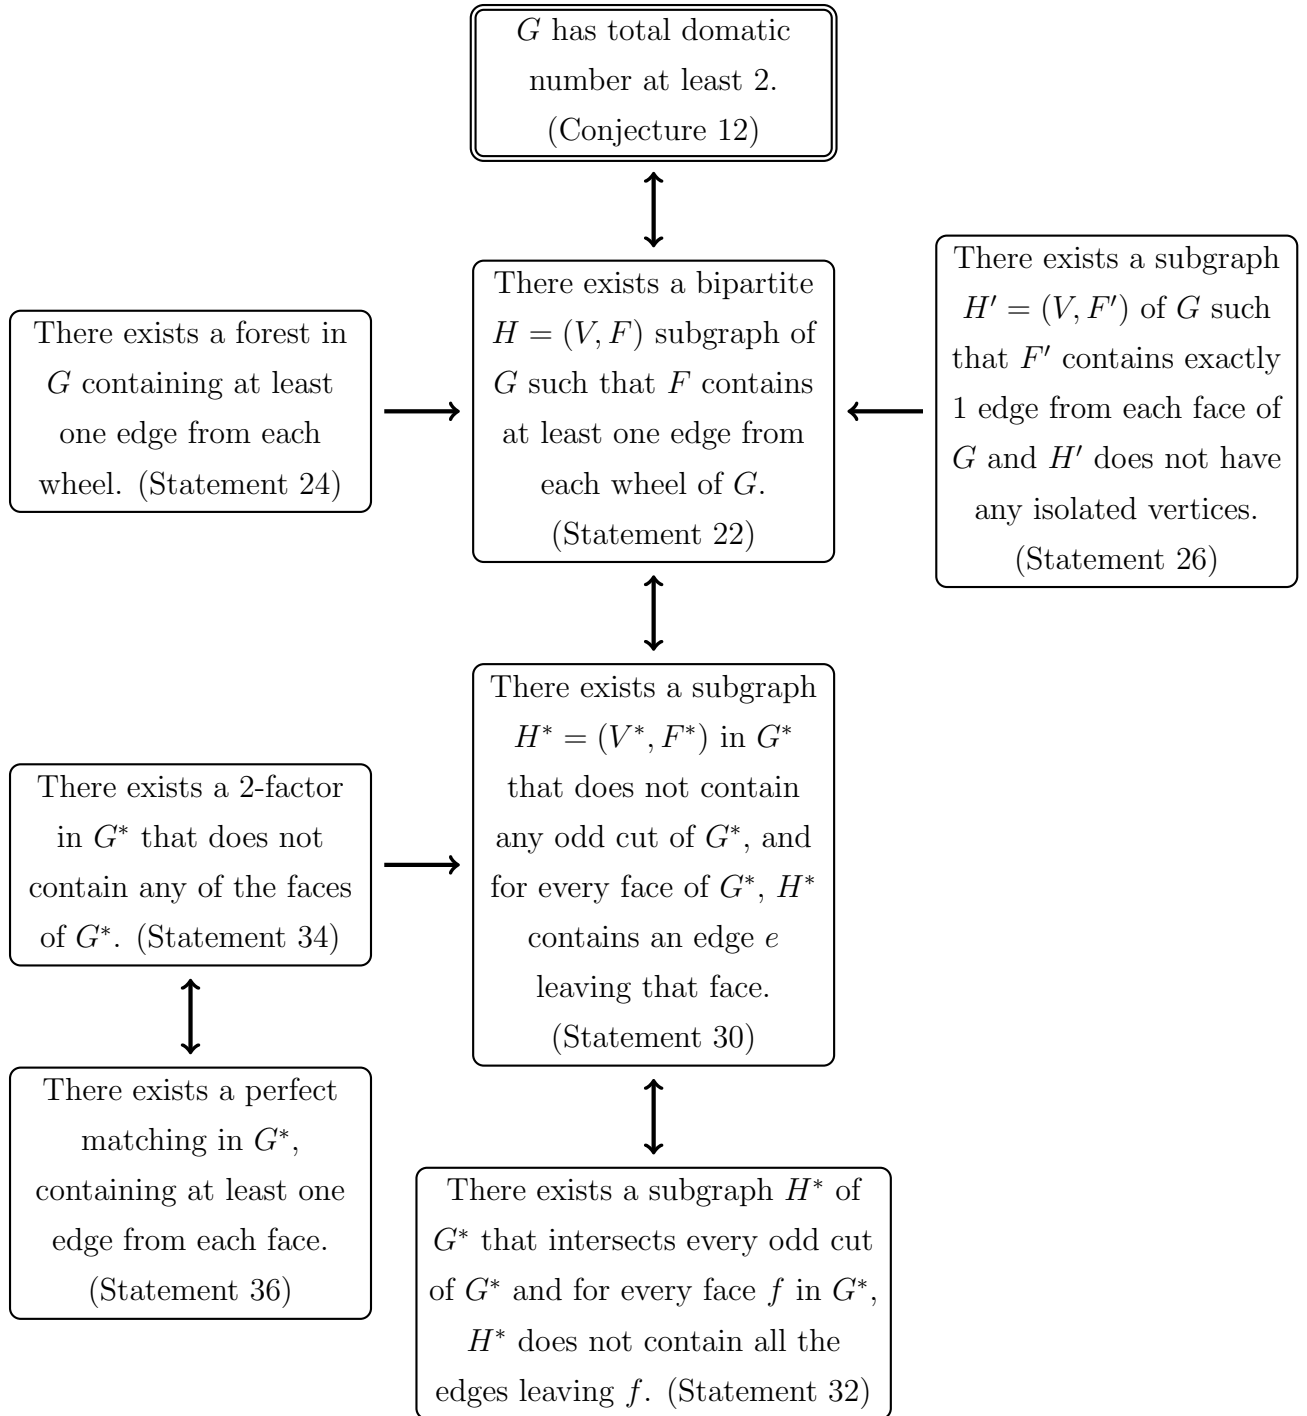 G has total domatic
number at least 2.
(Conjecture 12)
There exists a forest in
G containing at least
one edge from each
wheel. (Statement 24)
There exists a bipartite
H = (V, F) subgraph of
G such that F contains
at least one edge from
each wheel of G.
(Statement 22)
There exists a subgraph
H′ = (V, F′) of G such
that F′ contains exactly
1 edge from each face of
G and H′ does not have
any isolated vertices.
(Statement 26)
There exists a 2-factor
in G* that does not
contain any of the faces
of G*. (Statement 34)
There exists a subgraph
H* = (V*, F*) in G*
that does not contain
any odd cut of G*, and
for every face of G*, H*
contains an edge e
leaving that face.
(Statement 30)
There exists a perfect
matching in G*,
containing at least one
edge from each face.
(Statement 36)
There exists a subgraph H* of
G* that intersects every odd cut
of G* and for every face f in G*,
H* does not contain all the
edges leaving f. (Statement 32)